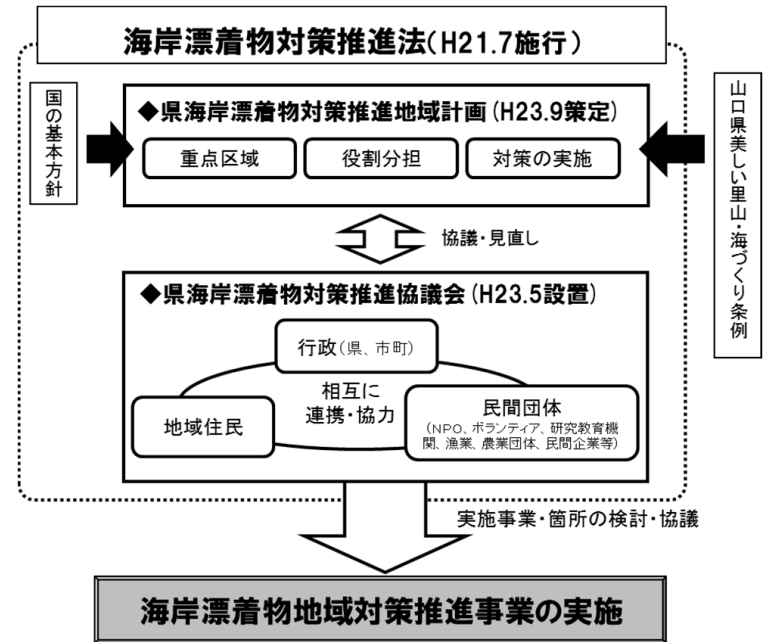 海岸漂着物対策推進法(H21.7施行)
国の基本方針
◆県海岸漂着物対策推進地域計画(H23.9策定)
重点区域
役割分担
対策の実施
山口県美しい里山・海づくり条例
協議・見直し
◆県海岸漂着物対策推進協議会(H23.5設置)
行政(県、市町)
相互に
連携・協力
地域住民
民間団体
(NPO、ボランティア、研究教育機
関、漁業、農業団体、民間企業等)
実施事業・箇所の検討・協議
海岸漂着物地域対策推進事業の実施